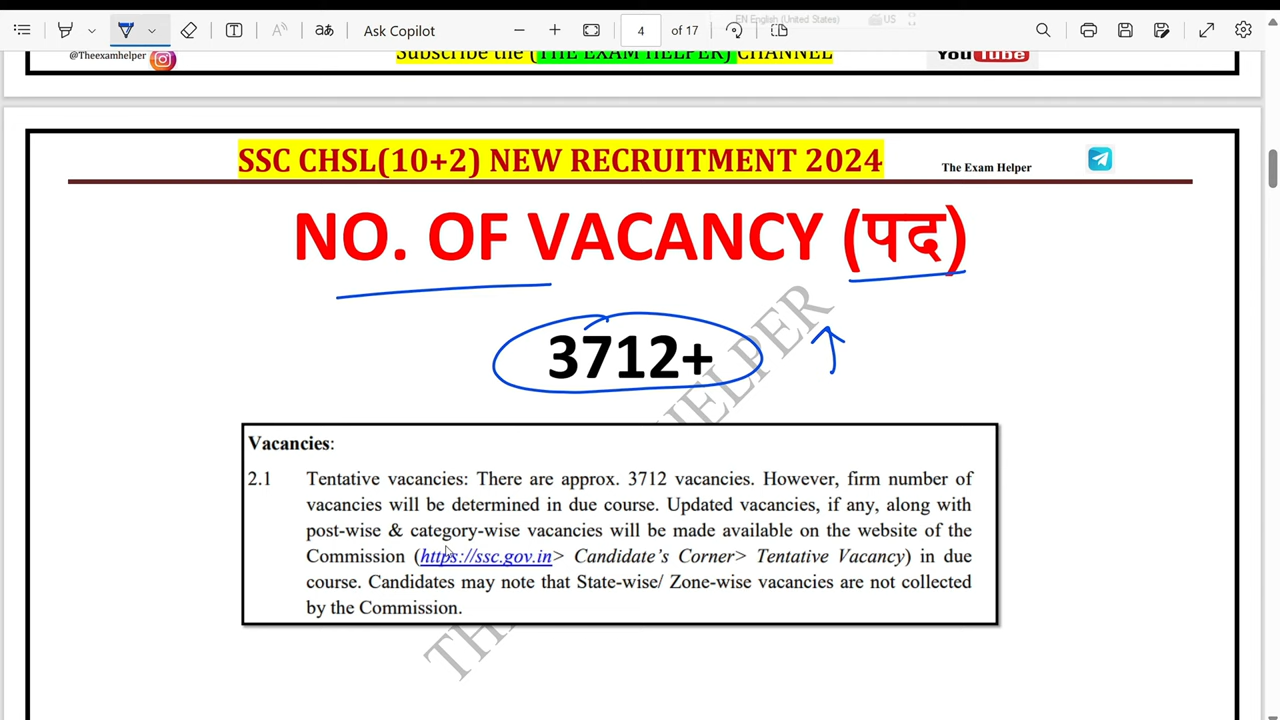 EN English (United States) US
Ask Copilot 4 of 17
@Theexamhelper Subscribe the (THE EXAM HELPER) CHANNEL YouTube
SSC CHSL(10+2) NEW RECRUITMENT 2024 The Exam Helper
NO. OF VACANCY (पद)
3712+
Vacancies:
2.1 Tentative vacancies: There are approx. 3712 vacancies. However, firm number of
vacancies will be determined in due course. Updated vacancies, if any, along with
post-wise & category-wise vacancies will be made available on the website of the
Commission (https://ssc.gov.in> Candidate's Corner> Tentative Vacancy) in due
course. Candidates may note that State-wise/ Zone-wise vacancies are not collected
by the Commission.